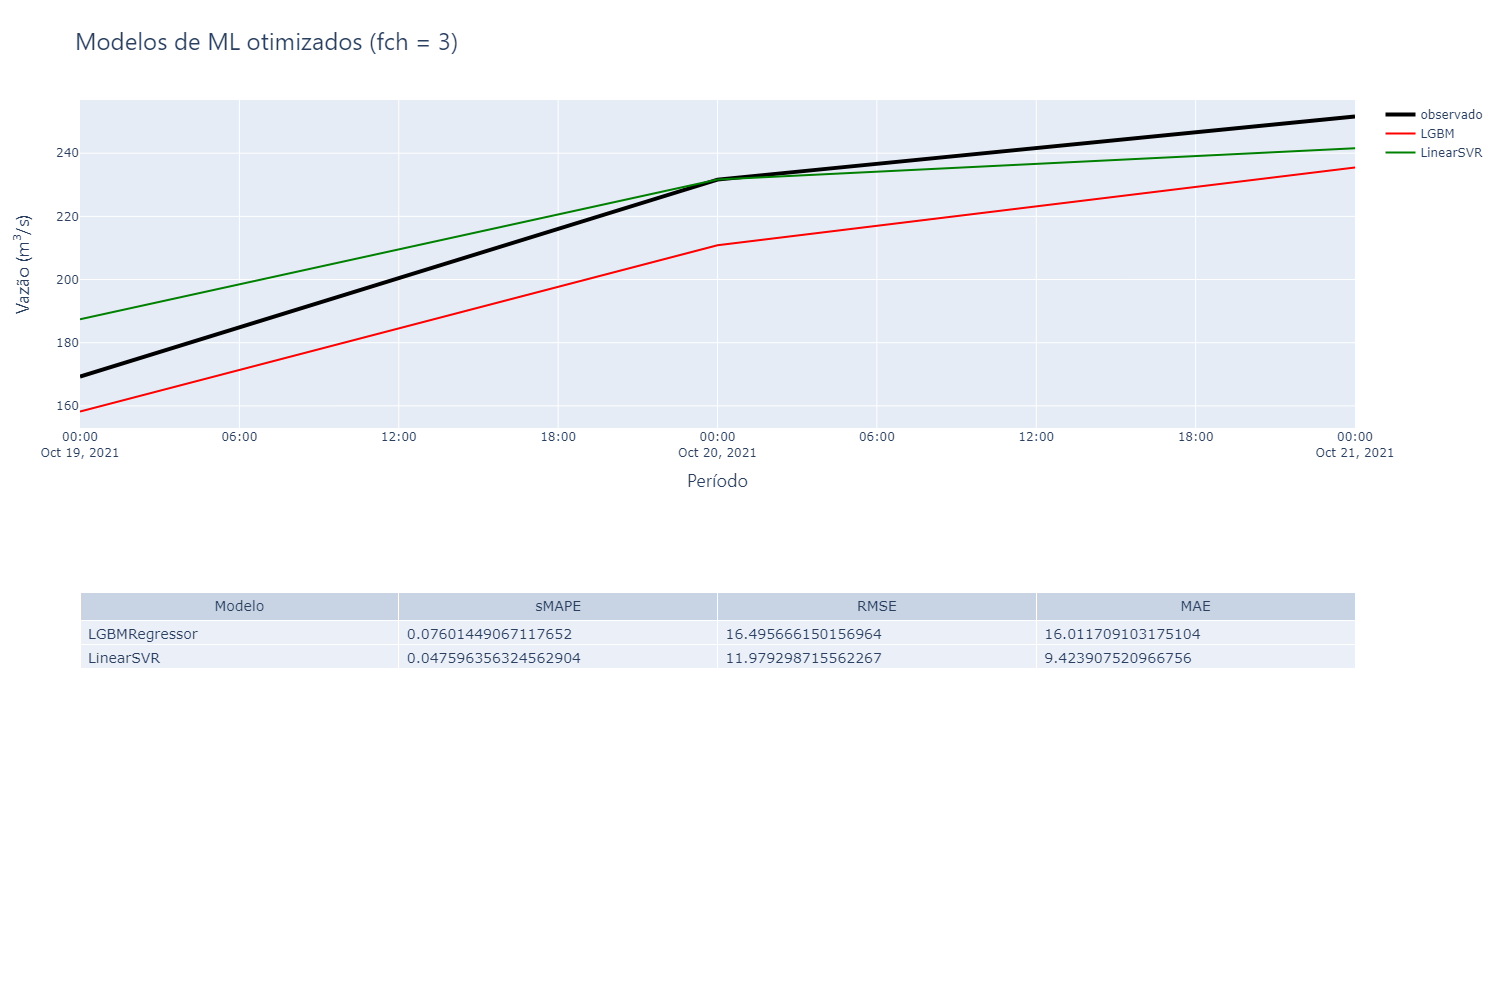 Modelos de ML otimizados (fch = 3)
observado
LGBM
LinearSVR
Vazão (m³/s)
240
220
200
180
160
00:00 06:00 12:00 18:00 00:00 06:00 12:00 18:00 00:00
Oct 19, 2021 Oct 20, 2021 Oct 21, 2021
Período
Modelo sMAPE RMSE MAE
LGBMRegressor 0.07601449067117652 16.495666150156964 16.011709103175104
LinearSVR 0.047596356324562904 11.979298715562267 9.423907520966756